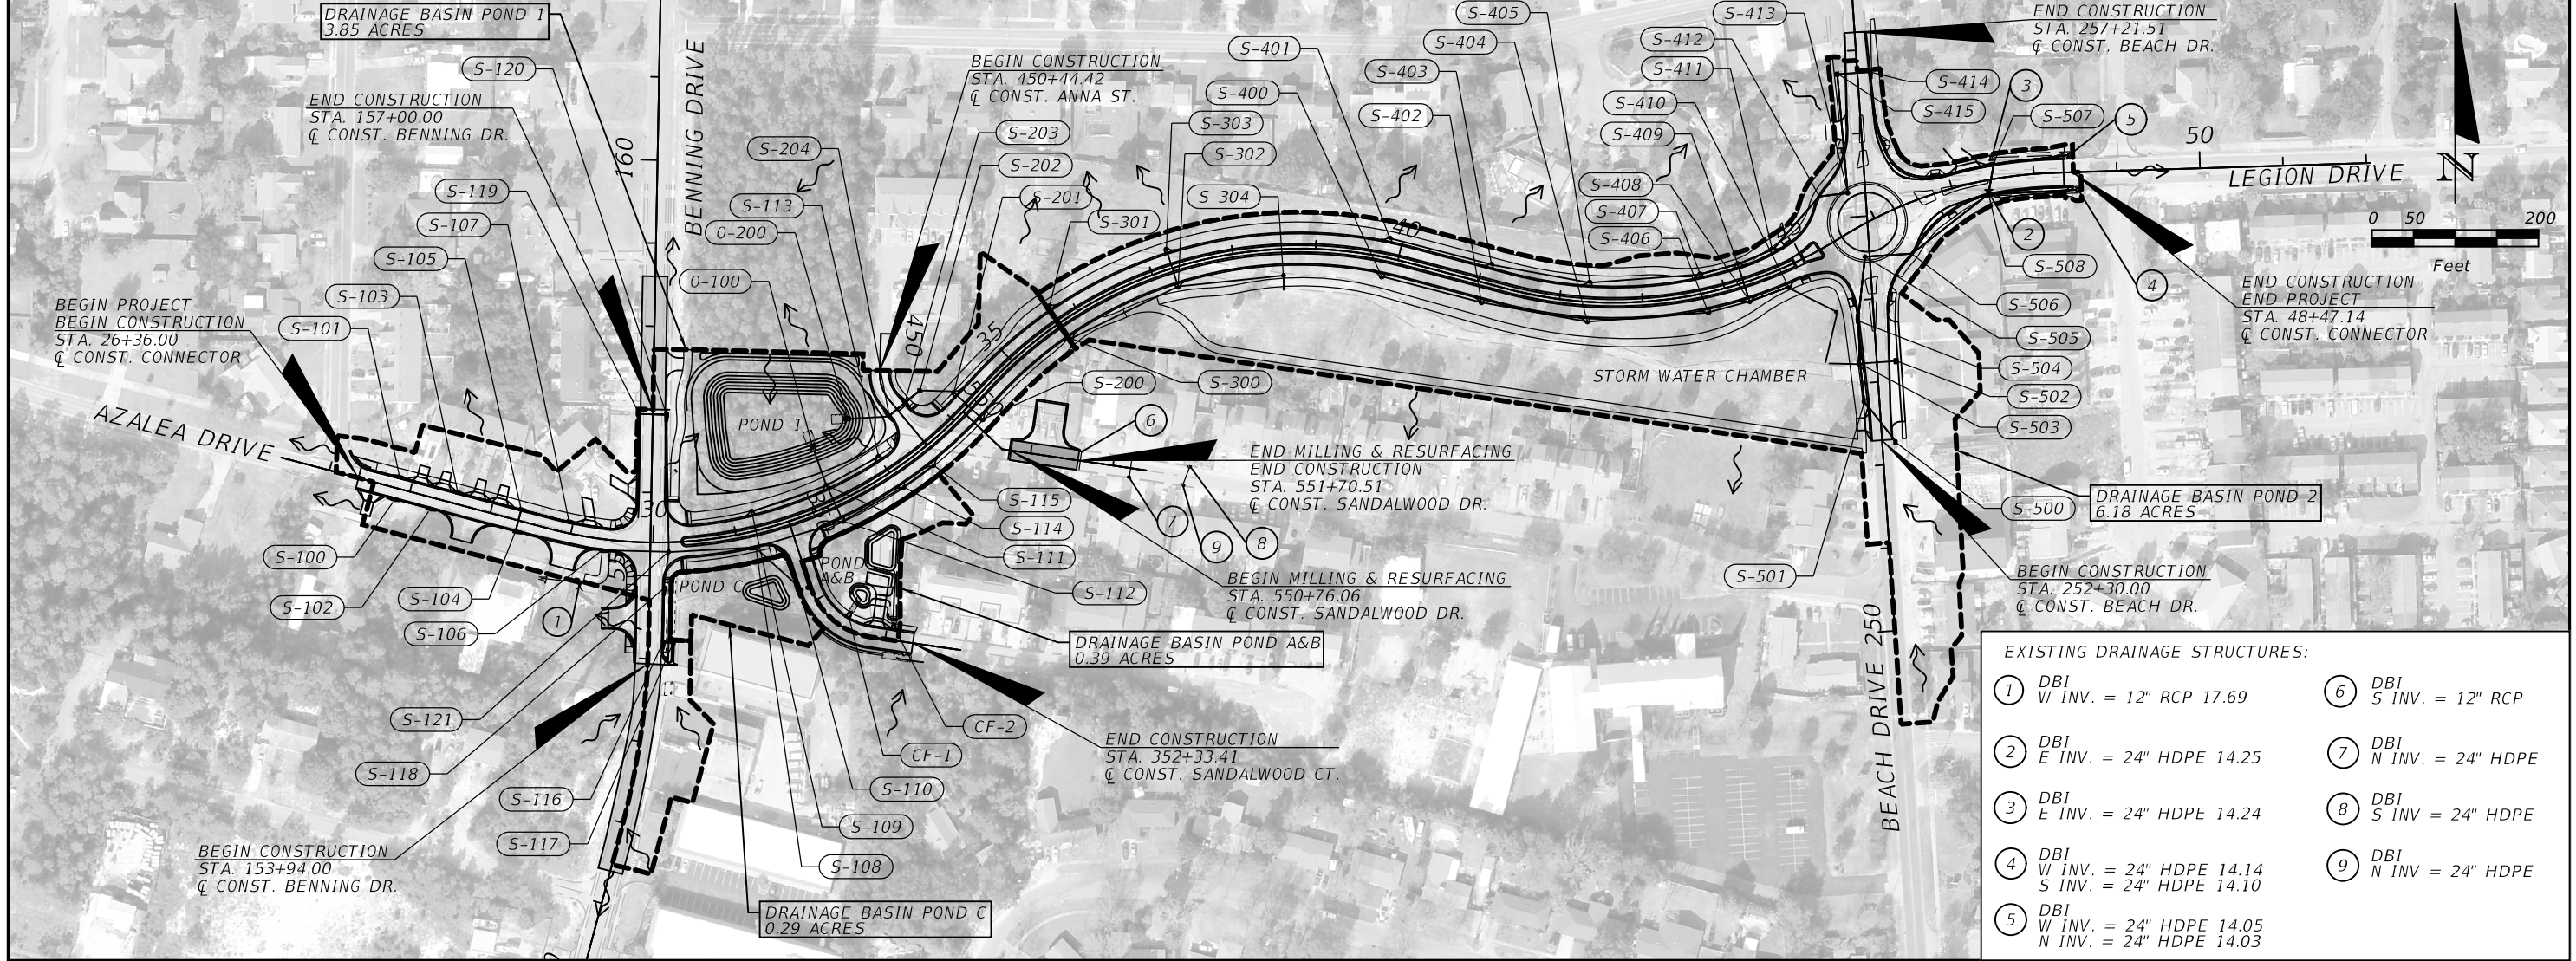 DRAINAGE BASIN POND 1
3.85 ACRES
S-120
END CONSTRUCTION
STA. 157+00.00
℄ CONST. BENNING DR.
S-119
S-107
S-105
S-103
S-101
BEGIN PROJECT
BEGIN CONSTRUCTION
STA. 26+36.00
℄ CONST. CONNECTOR
AZALEA DRIVE
160
BENNING DRIVE
BEGIN CONSTRUCTION
STA. 450+44.42
℄ CONST. ANNA ST.
S-204
S-113
O-200
O-100
S-203
S-202
S-201
S-301
S-405
S-404
S-401
S-403
S-400
S-402
S-303
S-302
S-304
S-413
S-412
S-411
S-410
S-409
S-408
S-407
S-406
END CONSTRUCTION
STA. 257+21.51
℄ CONST. BEACH DR.
S-414
S-415
3
S-507
5
50
LEGION DRIVE
N
0 50 200
Feet
2
S-508
4
S-506
S-505
S-504
S-502
S-503
END CONSTRUCTION
END PROJECT
STA. 48+47.14
℄ CONST. CONNECTOR
40
35
450
30
POND 1
S-200
S-300
STORM WATER CHAMBER
6
END MILLING & RESURFACING
END CONSTRUCTION
STA. 551+70.51
℄ CONST. SANDALWOOD DR.
7
9
8
BEGIN MILLING & RESURFACING
STA. 550+76.06
℄ CONST. SANDALWOOD DR.
S-115
S-114
S-111
S-112
POND
A&B
POND C
DRAINAGE BASIN POND A&B
0.39 ACRES
S-500
DRAINAGE BASIN POND 2
6.18 ACRES
S-501
BEGIN CONSTRUCTION
STA. 252+30.00
℄ CONST. BEACH DR.
BEACH DRIVE
250
S-100
S-102
S-104
S-106
1
S-121
S-118
S-116
S-117
BEGIN CONSTRUCTION
STA. 153+94.00
℄ CONST. BENNING DR.
CF-2
CF-1
S-110
S-109
S-108
END CONSTRUCTION
STA. 352+33.41
℄ CONST. SANDALWOOD CT.
DRAINAGE BASIN POND C
0.29 ACRES
EXISTING DRAINAGE STRUCTURES:
1 DBI
W INV. = 12" RCP 17.69
2 DBI
E INV. = 24" HDPE 14.25
3 DBI
E INV. = 24" HDPE 14.24
4 DBI
W INV. = 24" HDPE 14.14
S INV. = 24" HDPE 14.10
5 DBI
W INV. = 24" HDPE 14.05
N INV. = 24" HDPE 14.03
6 DBI
S INV. = 12" RCP
7 DBI
N INV. = 24" HDPE
8 DBI
S INV = 24" HDPE
9 DBI
N INV = 24" HDPE